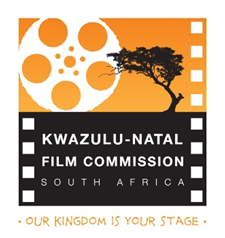 KWAZULU-NATAL
FILM COMMISSION
SOUTH AFRICA
• OUR KINGDOM IS YOUR STAGE •